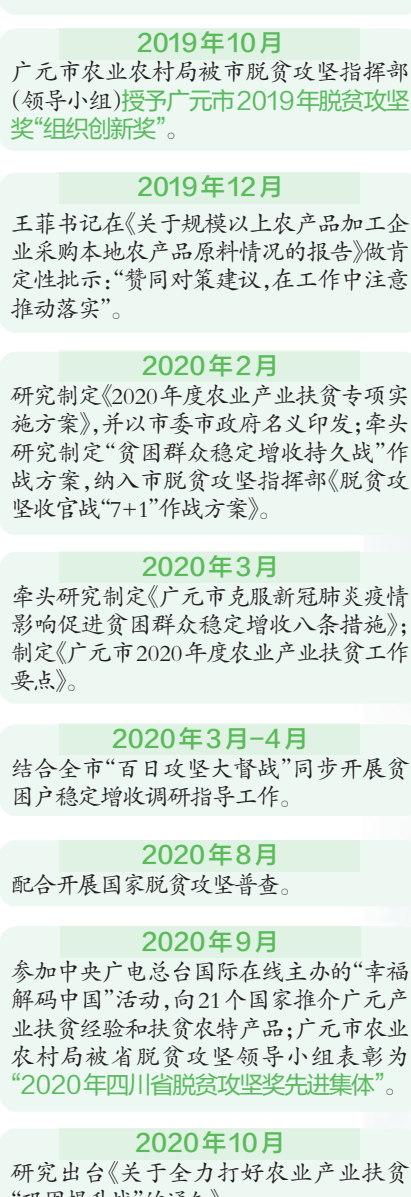 2019年10月
广元市农业农村局被市脱贫攻坚指挥部
(领导小组)授予广元市2019年脱贫攻坚
奖“组织创新奖”。
2019年12月
王菲书记在《关于规模以上农产品加工企
业采购本地农产品原料情况的报告》做肯
定性批示:“赞同对策建议,在工作中注意
推动落实”。
2020年2月
研究制定《2020年度农业产业扶贫专项实
施方案》,并以市委市政府名义印发;牵头
研究制定“贫困群众稳定增收持久战”作
战方案,纳入市脱贫攻坚指挥部《脱贫攻
坚收官战“7+1”作战方案》。
2020年3月
牵头研究制定《广元市克服新冠肺炎疫情
影响促进贫困群众稳定增收八条措施》;
制定《广元市2020年度农业产业扶贫工作
要点》。
2020年3月-4月
结合全市“百日攻坚大督战”同步开展贫
困户稳定增收调研指导工作。
2020年8月
配合开展国家脱贫攻坚普查。
2020年9月
参加中央广电总台国际在线主办的“幸福
解码中国”活动,向21个国家推介广元产
业扶贫经验和扶贫农特产品;广元市农业
农村局被省脱贫攻坚领导小组表彰为
“2020年四川省脱贫攻坚奖先进集体”。
2020年10月
研究出台《关于全力打好农业产业扶贫
“巩固提升战”的通知》